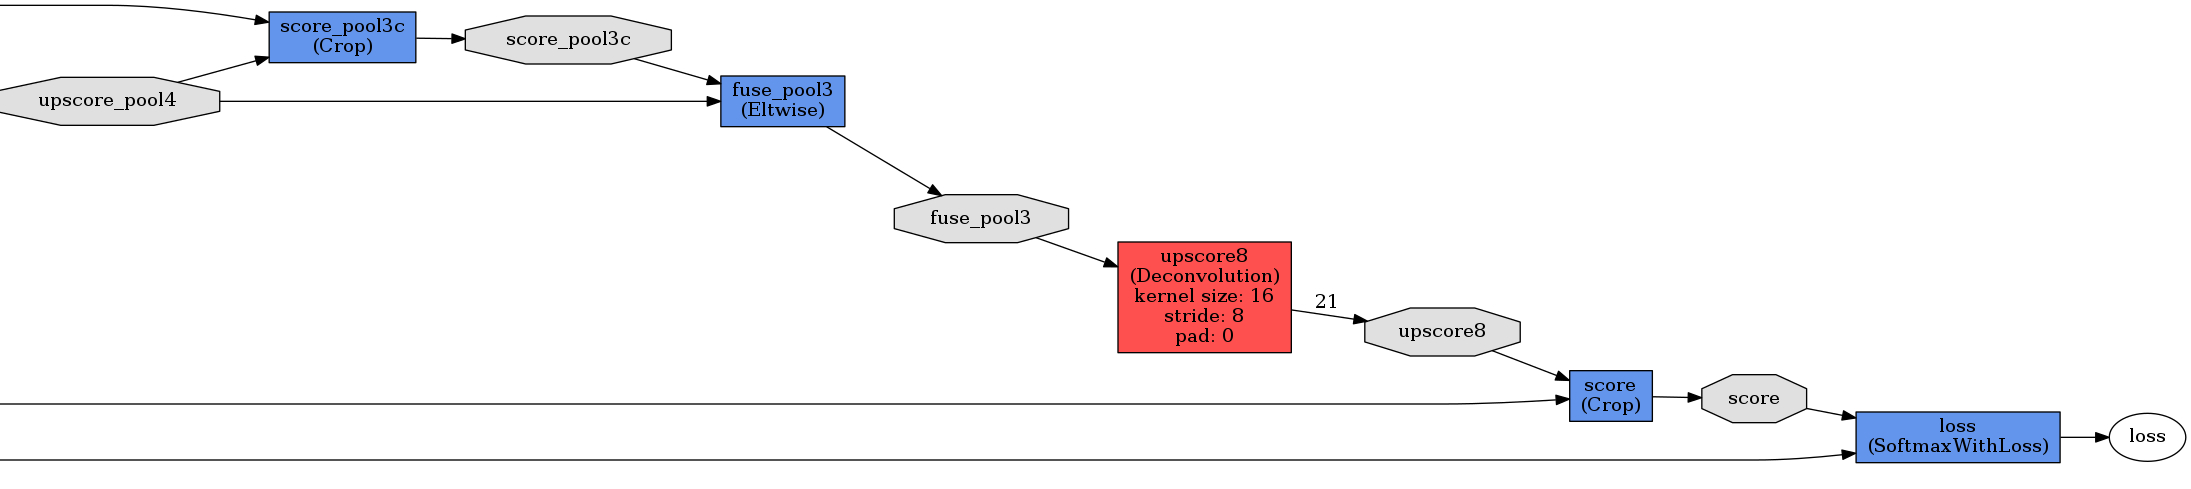 score_pool3c
(Crop)
score_pool3c
upscore_pool4
fuse_pool3
(Eltwise)
fuse_pool3
upscore8
(Deconvolution)
kernel size: 16
stride: 8
pad: 0
21
upscore8
score
(Crop)
score
loss
(SoftmaxWithLoss)
loss